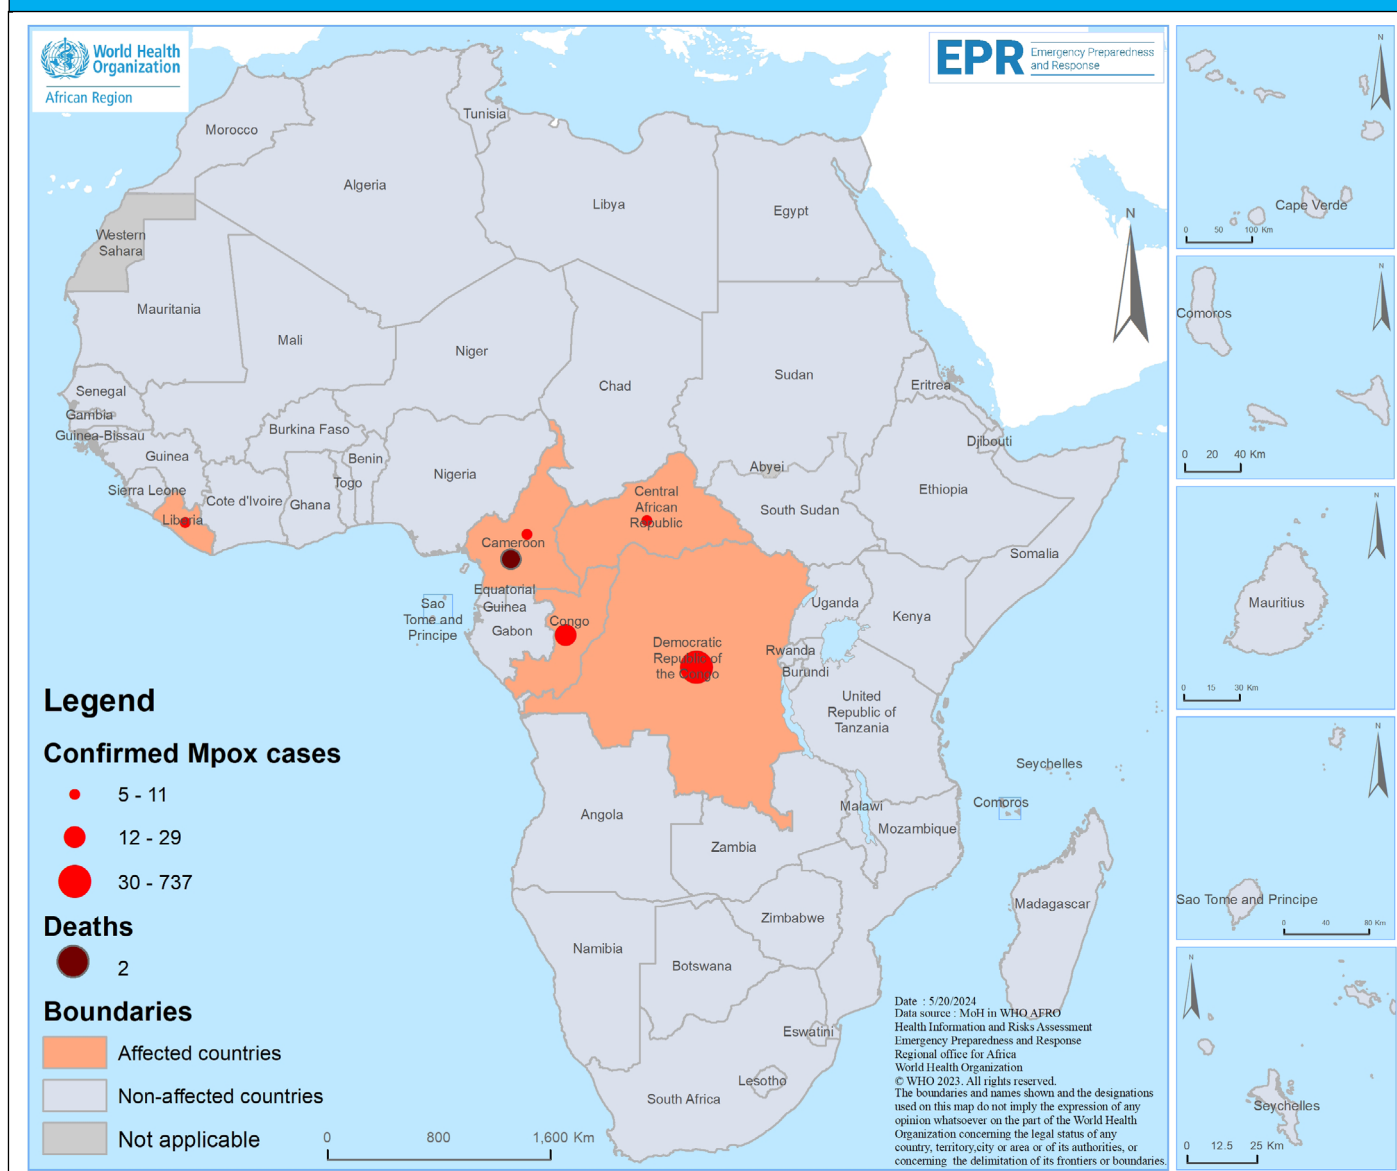 World Health
Organization
African Region
EPR
Emergency Preparedness
and Response
N
Morocco
Tunisia
Algeria
Libya
Egypt
Western
Sahara
Mauritania
Mali
Niger
Chad
Sudan
Eritrea
Senegal
Gambia
Guinea-Bissau
Guinea
Burkina Faso
Benin
Togo
Sierra Leone
Cote d'Ivoire
Ghana
Liberia
Nigeria
Djibouti
Abyei
Ethiopia
South Sudan
Central
African
Republic
Cameroon
Somalia
Equatorial
Guinea
Sao
Tome and
Principe
Gabon
Congo
Uganda
Kenya
Democratic
Republic of
the Congo
Rwanda
Burundi
United
Republic of
Tanzania
Seychelles
Comoros
Malawi
Mozambique
Angola
Zambia
Madagascar
Zimbabwe
Namibia
Botswana
Eswatini
Lesotho
South Africa
Legend
Confirmed Mpox cases
5 - 11
12 - 29
30 - 737
Deaths
2
Boundaries
Affected countries
Non-affected countries
Not applicable
0 800 1,600 Km
Date : 5/20/2024
Data source : MoH in WHO AFRO
Health Information and Risks Assessment
Emergency Preparedness and Response
Regional office for Africa
World Health Organization
© WHO 2023. All rights reserved.
The boundaries and names shown and the designations
used on this map do not imply the expression of any
opinion whatsoever on the part of the World Health
Organization concerning the legal status of any
country, territory,city or area or of its authorities, or
concerning the delimitation of its frontiers or boundaries.
N
Cape Verde
0 50 100 Km
N
Comoros
0 20 40 Km
N
Mauritius
0 15 30 Km
N
Sao Tome and Principe
0 40 80 Km
N
Seychelles
0 12.5 25 Km